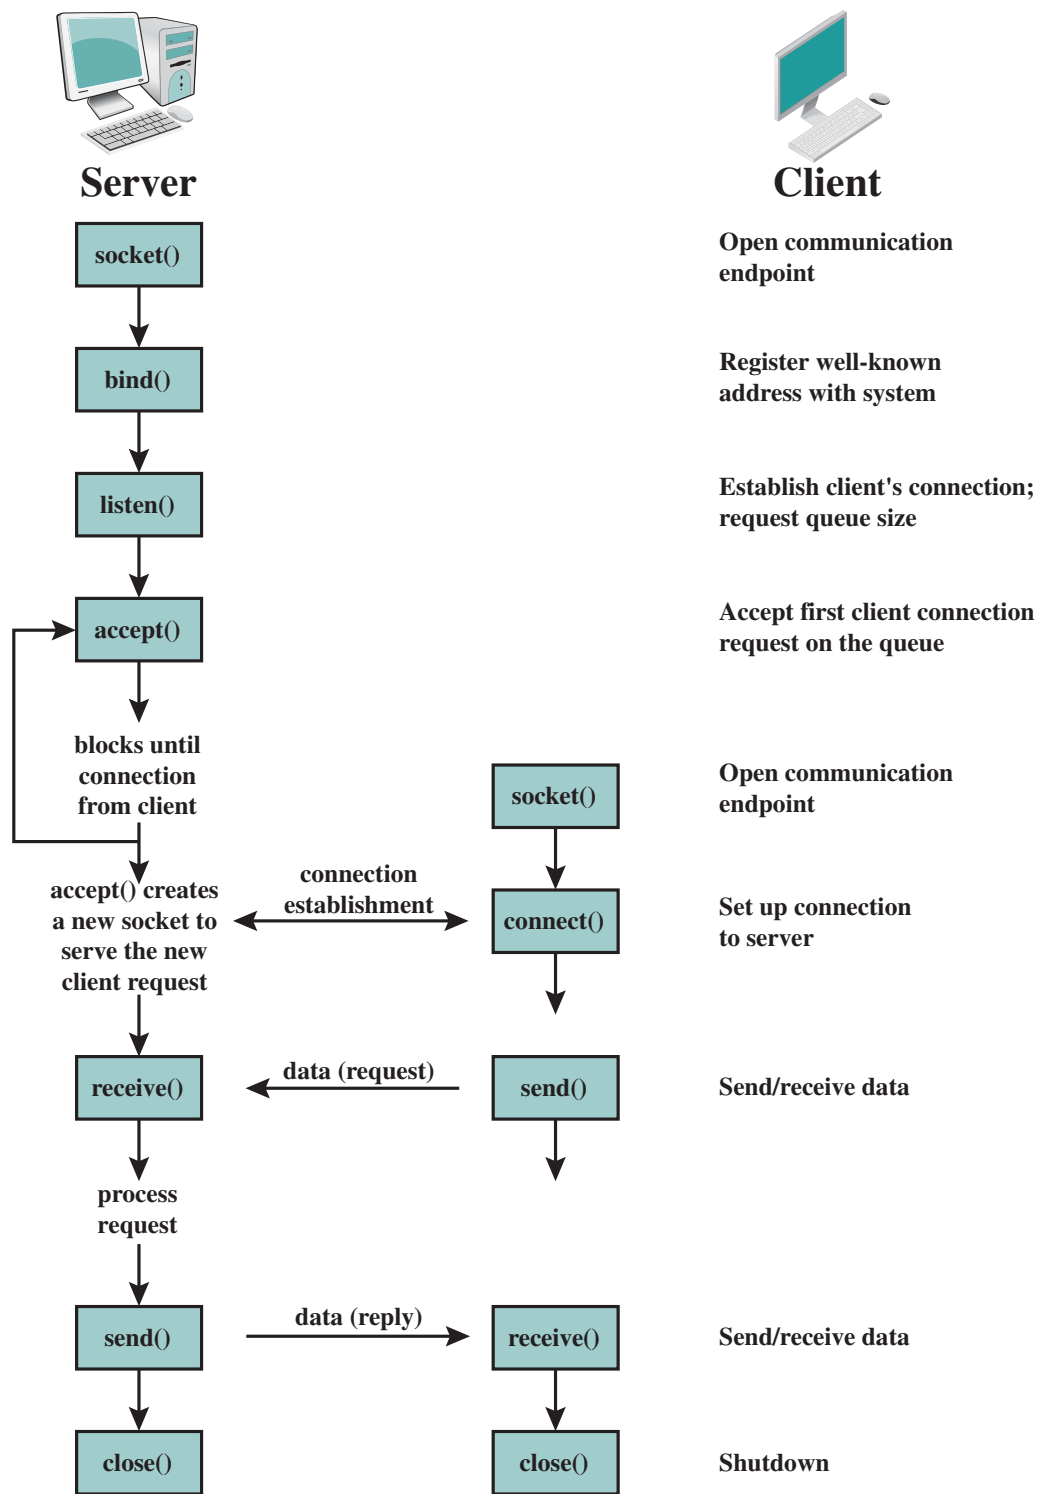 Server
Client
socket()
Open communication
endpoint
bind()
Register well-known
address with system
listen()
Establish client's connection;
request queue size
accept()
Accept first client connection
request on the queue
blocks until
connection
from client
socket()
Open communication
endpoint
accept() creates
a new socket to
serve the new
client request
connection
establishment
connect()
Set up connection
to server
receive()
data (request)
send()
Send/receive data
process
request
send()
data (reply)
receive()
Send/receive data
close()
close()
Shutdown